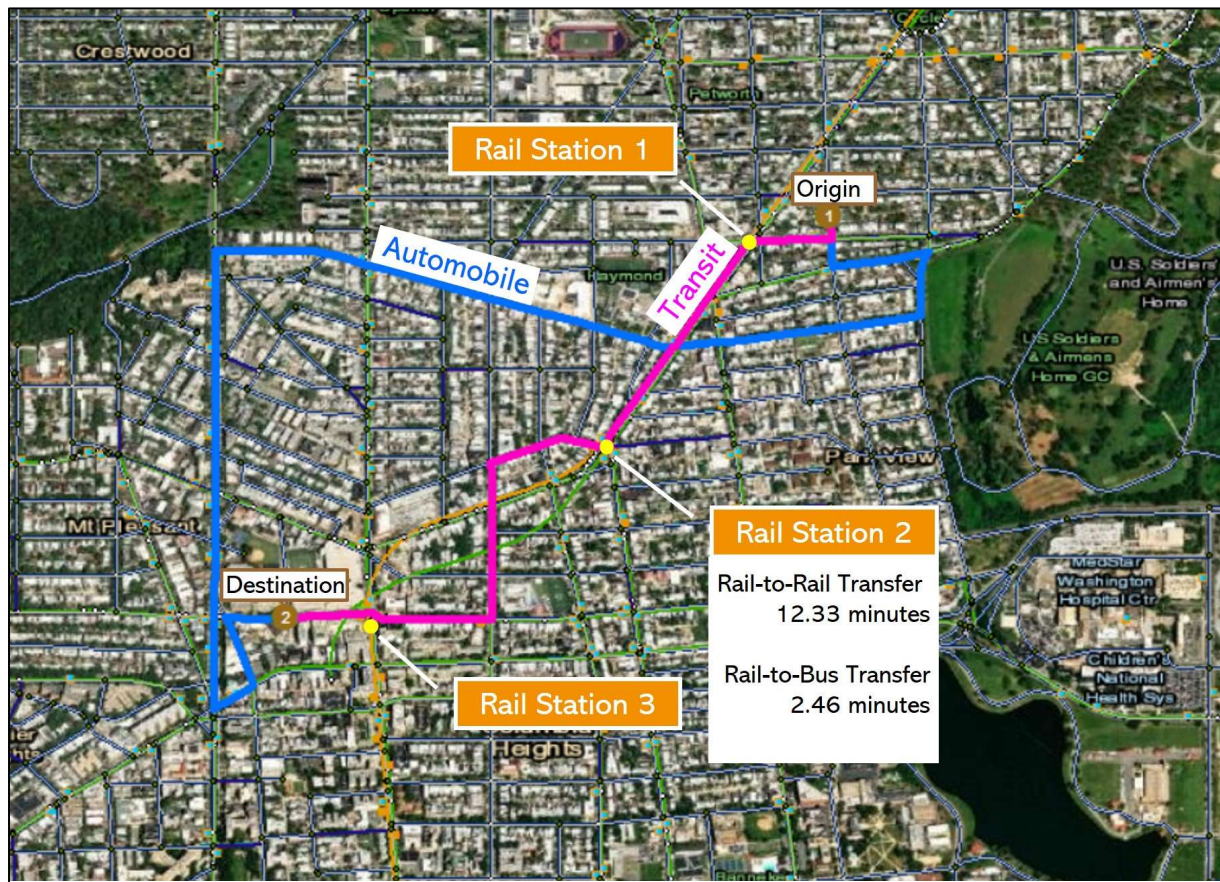 Crestwood
Circle
Petworth
Rail Station 1
Origin
1
Automobile
Raymond
Transit
U.S. Soldiers'
and Airmen's
Home
US Soldiers
& Airmens
Home GC
Park View
Mt Pleasant
Rail Station 2
Destination
2
Rail-to-Rail Transfer
12.33 minutes
MedStar
Washington
Hospital Ctr
Rail-to-Bus Transfer
2.46 minutes
Children's
National
Health Sys
Rail Station 3
Heights